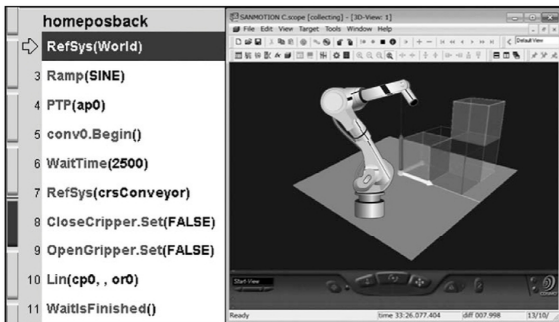 homeposback
RefSys(World)
3 Ramp(SINE)
4 PTP(ap0)
5 conv0.Begin()
6 WaitTime(2500)
7 RefSys(crsConveyor)
8 CloseCripper.Set(FALSE)
9 OpenGripper.Set(FALSE)
10 Lin(cp0, , or0)
11 WaitIsFinished()
SANMOTION C.scope [collecting] - [3D-View: 1]
File Edit View Target Tools Window Help
Default View
Start-View
Ready time 33:26.077.404 diff 007.998 13/10/